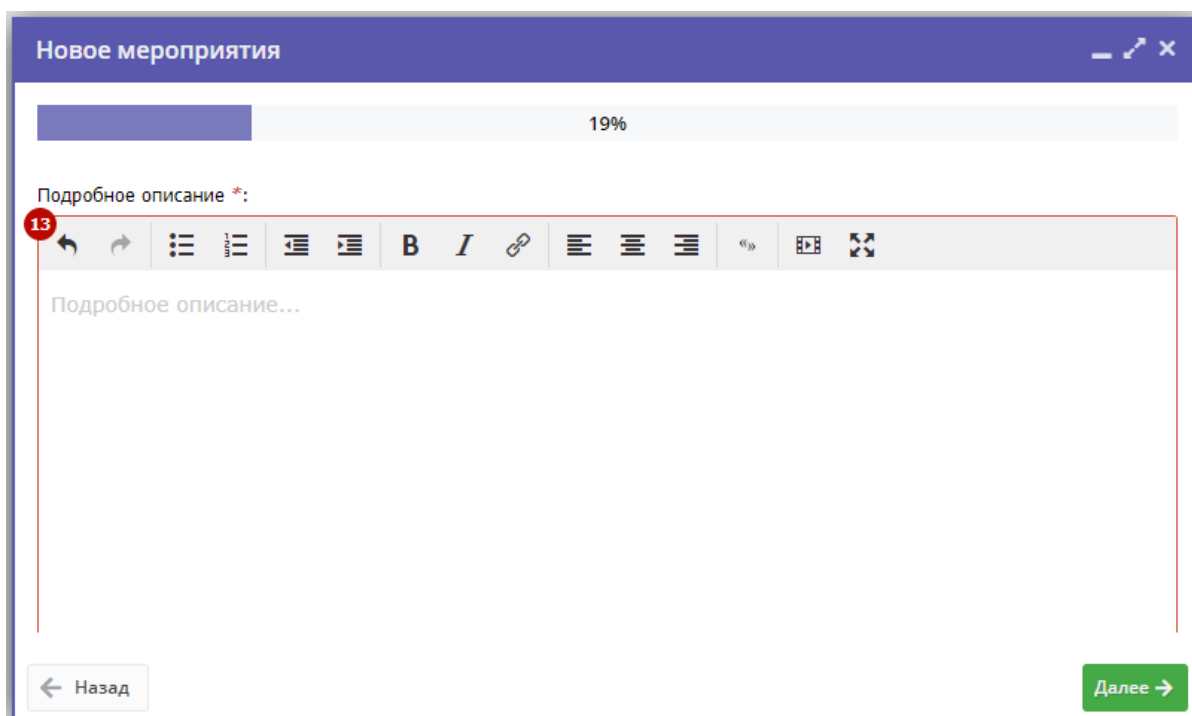 Новое мероприятия
19%
Подробное описание *:
13
B I «»
Подробное описание...
Назад
Далее